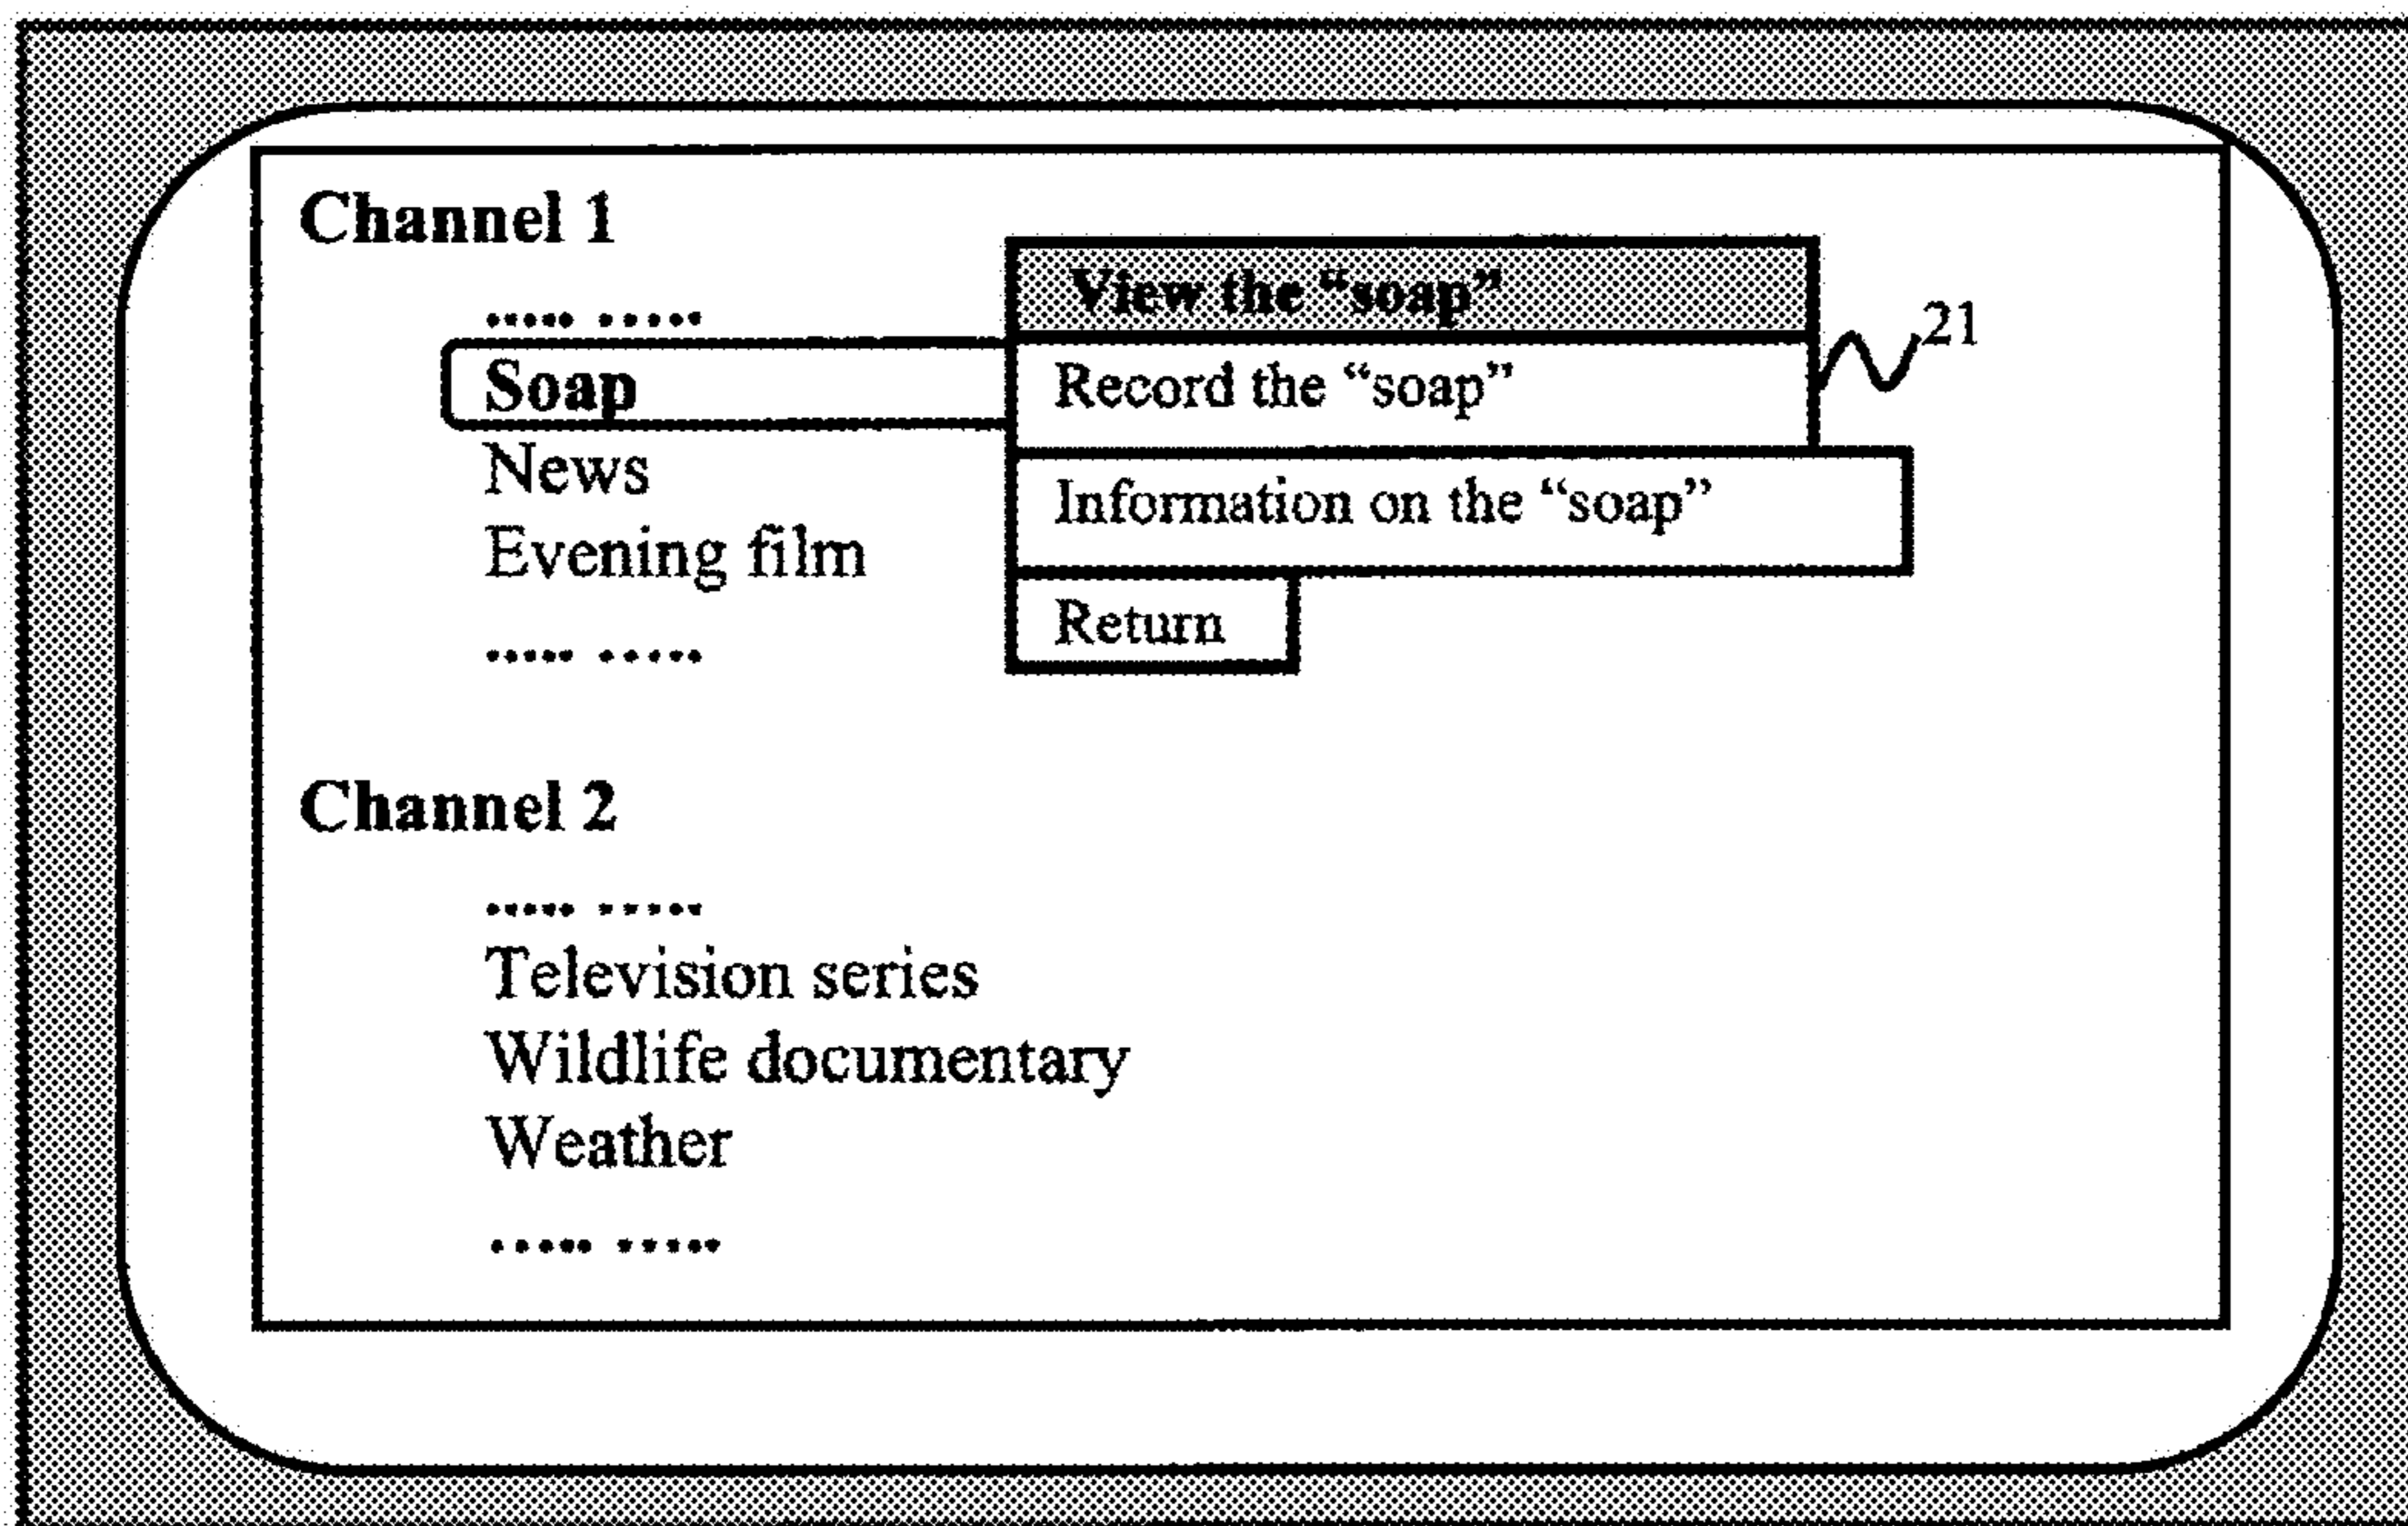 Channel 1
..... .....
Soap
News
Evening film
..... .....
View the “soap”
Record the “soap”
Information on the “soap”
Return
21
Channel 2
..... .....
Television series
Wildlife documentary
Weather
..... .....